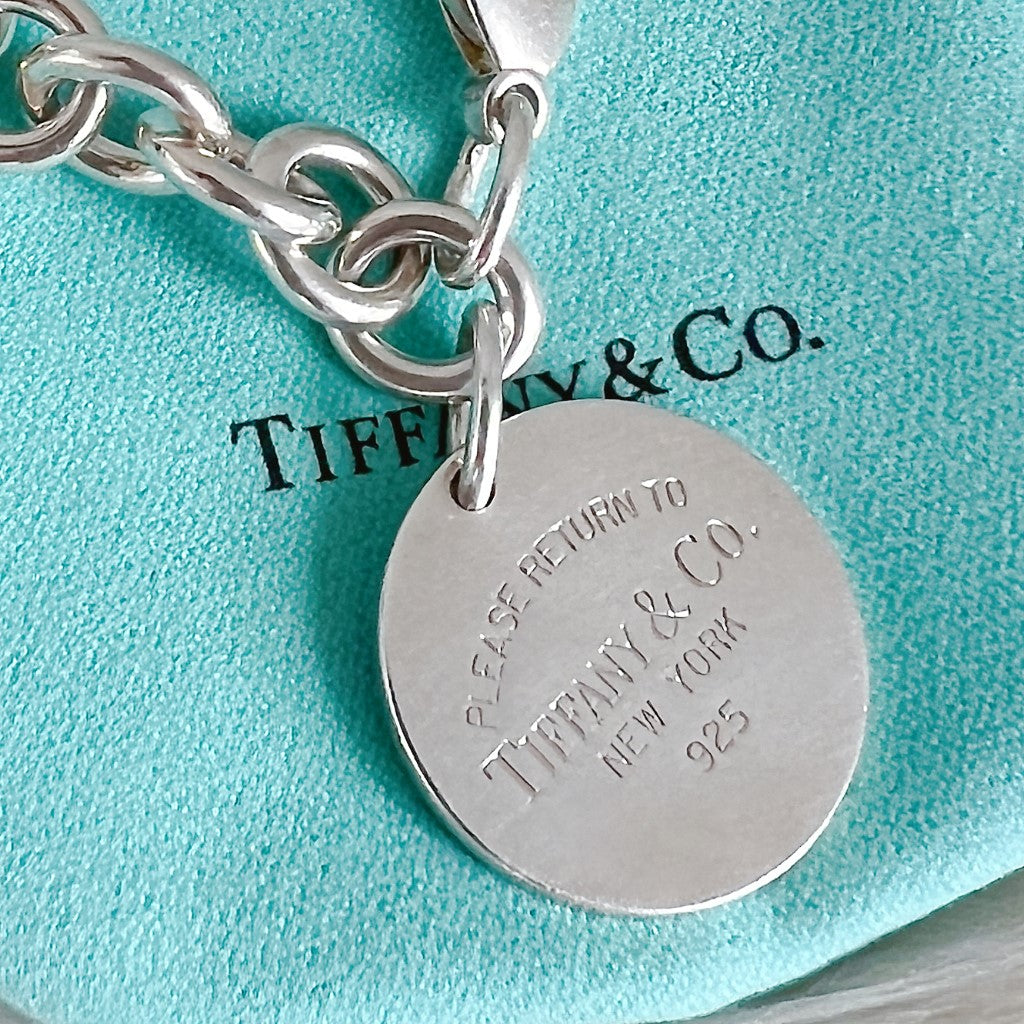 TIFFANY & CO.
PLEASE RETURN TO
TIFFANY & CO.
NEW YORK
925